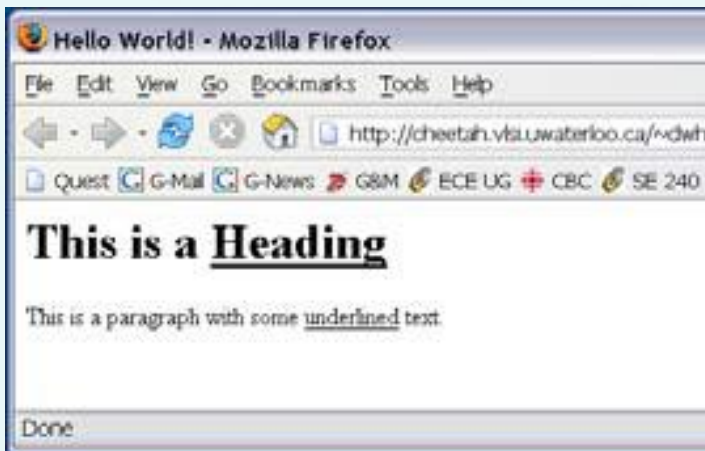 Hello World! - Mozilla Firefox
File Edit View Go Bookmarks Tools Help
http://cheetah.vlsi.uwaterloo.ca/~dwh
Quest G-Mail G-News G&M ECE UG CBC SE 240
This is a Heading
This is a paragraph with some underlined text.
Done